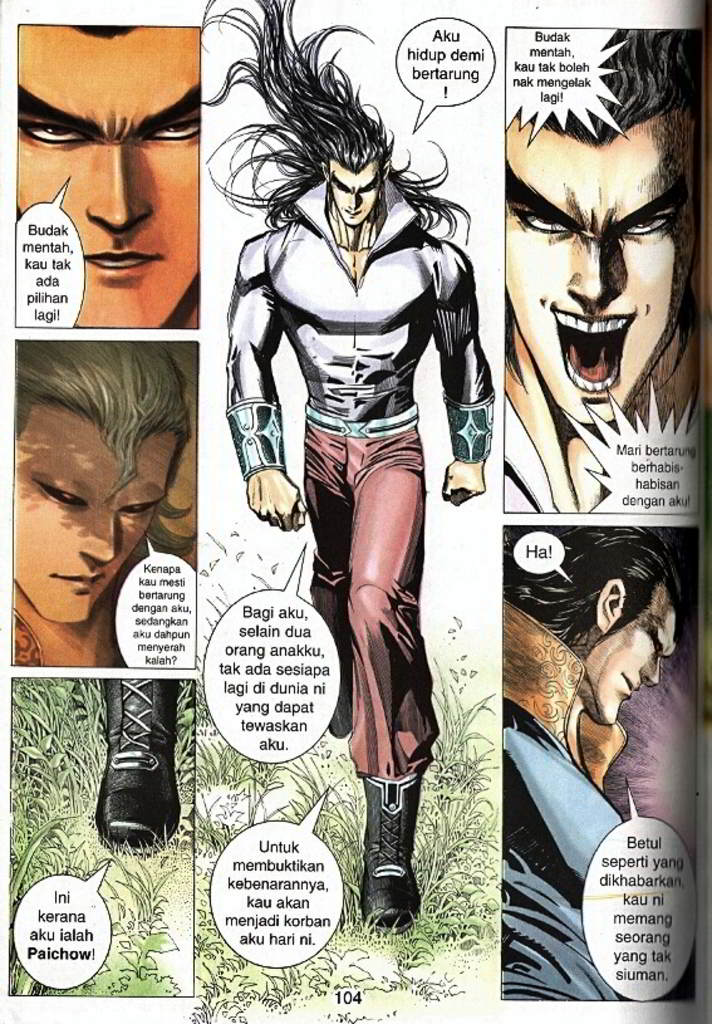 Budak
mentah,
kau tak
ada
pilihan
lagi!
Kenapa
kau mesti
bertarung
dengan aku,
sedangkan
aku dahpun
menyerah
kalah?
Ini
kerana
aku ialah
Paichow!
Aku
hidup demi
bertarung
!
Bagi aku,
selain dua
orang anakku,
tak ada sesiapa
lagi di dunia ni
yang dapat
tewaskan
aku.
Untuk
membuktikan
kebenarannya,
kau akan
menjadi korban
aku hari ni.
Budak
mentah,
kau tak boleh
nak mengelak
lagi!
Mari bertarung
berhabis-
habisan
dengan aku!
Ha!
Betul
seperti yang
dikhabarkan,
kau ni
memang
seorang
yang tak
siuman.
104